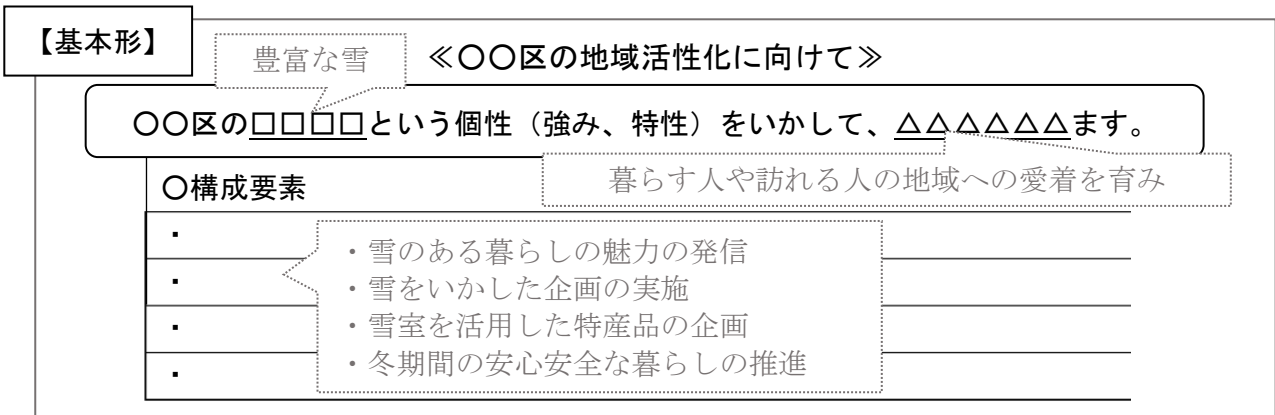 【基本形】
豊富な雪
≪〇〇区の地域活性化に向けて≫
〇〇区の□□□□という個性（強み、特性）をいかして、△△△△△△ます。
暮らす人や訪れる人の地域への愛着を育み
〇構成要素
・
・
・
・
・雪のある暮らしの魅力の発信
・雪をいかした企画の実施
・雪室を活用した特産品の企画
・冬期間の安心安全な暮らしの推進